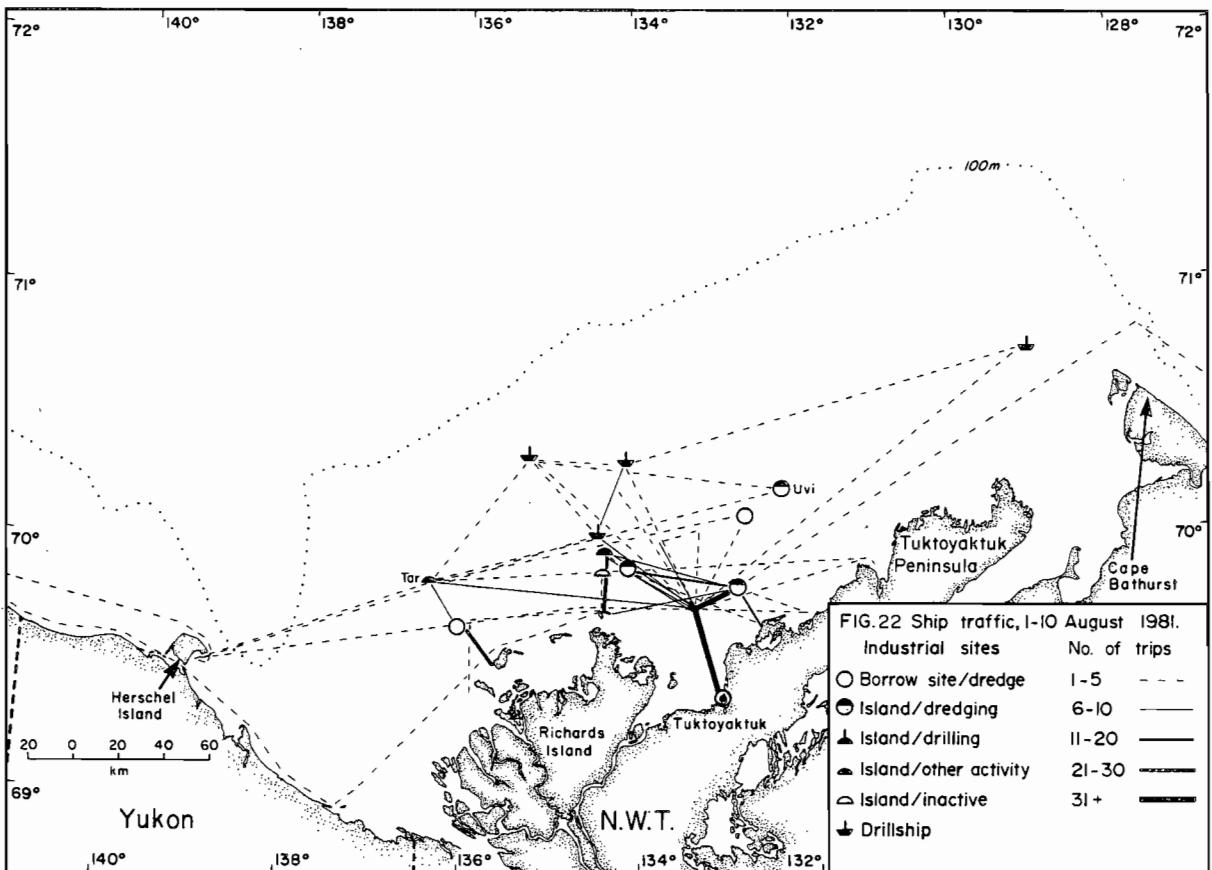 140° 138° 136° 134° 132° 130° 128°
72° 72°
100m
71° 71°
Uvi
70° 70°
Tar
Tuktoyaktuk
Peninsula
Cape
Bathurst
Herschel
Island
Richards
Island
Tuktoyaktuk
20 0 20 40 60
km
69°
Yukon
N.W.T.
140° 138° 136° 134° 132°
FIG.22 Ship traffic, 1-10 August 1981.
Industrial sites No. of trips
Borrow site/dredge 1-5
Island/dredging 6-10
Island/drilling 11-20
Island/other activity 21-30
Island/inactive 31+
Drillship